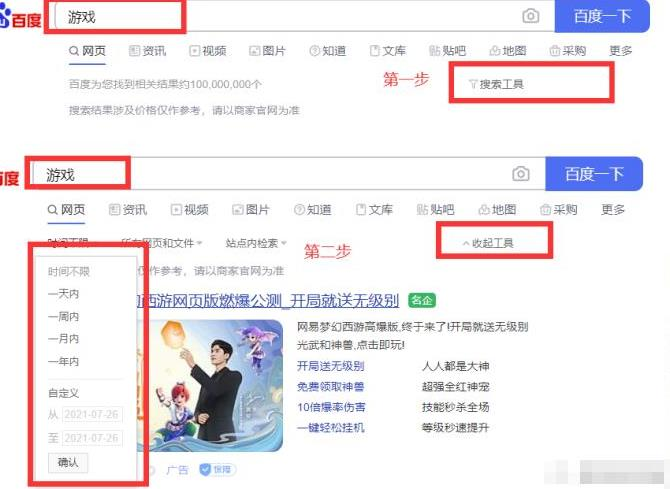 百度 游戏 百度一下
网页 资讯 视频 图片 知道 文库 贴吧 地图 采购 更多
百度为您找到相关结果约100,000,000个 第一步 搜索工具
搜索结果涉及价格仅作参考，请以商家官网为准
百度 游戏 百度一下
网页 资讯 视频 图片 知道 文库 贴吧 地图 采购 更多
时间不限 所有网页和文件 站点内检索 第二步 收起工具
时间不限 仅作参考，请以商家官网为准
一天内 西游网页版燃爆公测_开局就送无级别 名企
一周内 网易梦幻西游高爆版,终于来了!开局就送无级别
一月内 光武和神兽,点击即玩!
一年内 开局送无级别 人人都是大神
自定义 免费领取神兽 超强全红神宠
从 2021-07-26 10倍爆率伤害 技能秒杀全场
至 2021-07-26 一键轻松挂机 等级秒速提升
确认 广告 保障